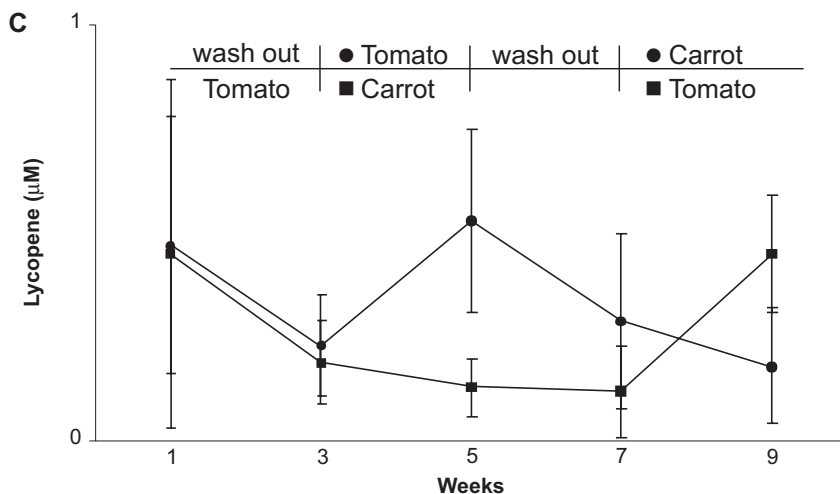 C
1
wash out ● Tomato wash out ● Carrot
Tomato ■ Carrot ■ Tomato
Lycopene (μM)
0
1 3 5 7 9
Weeks